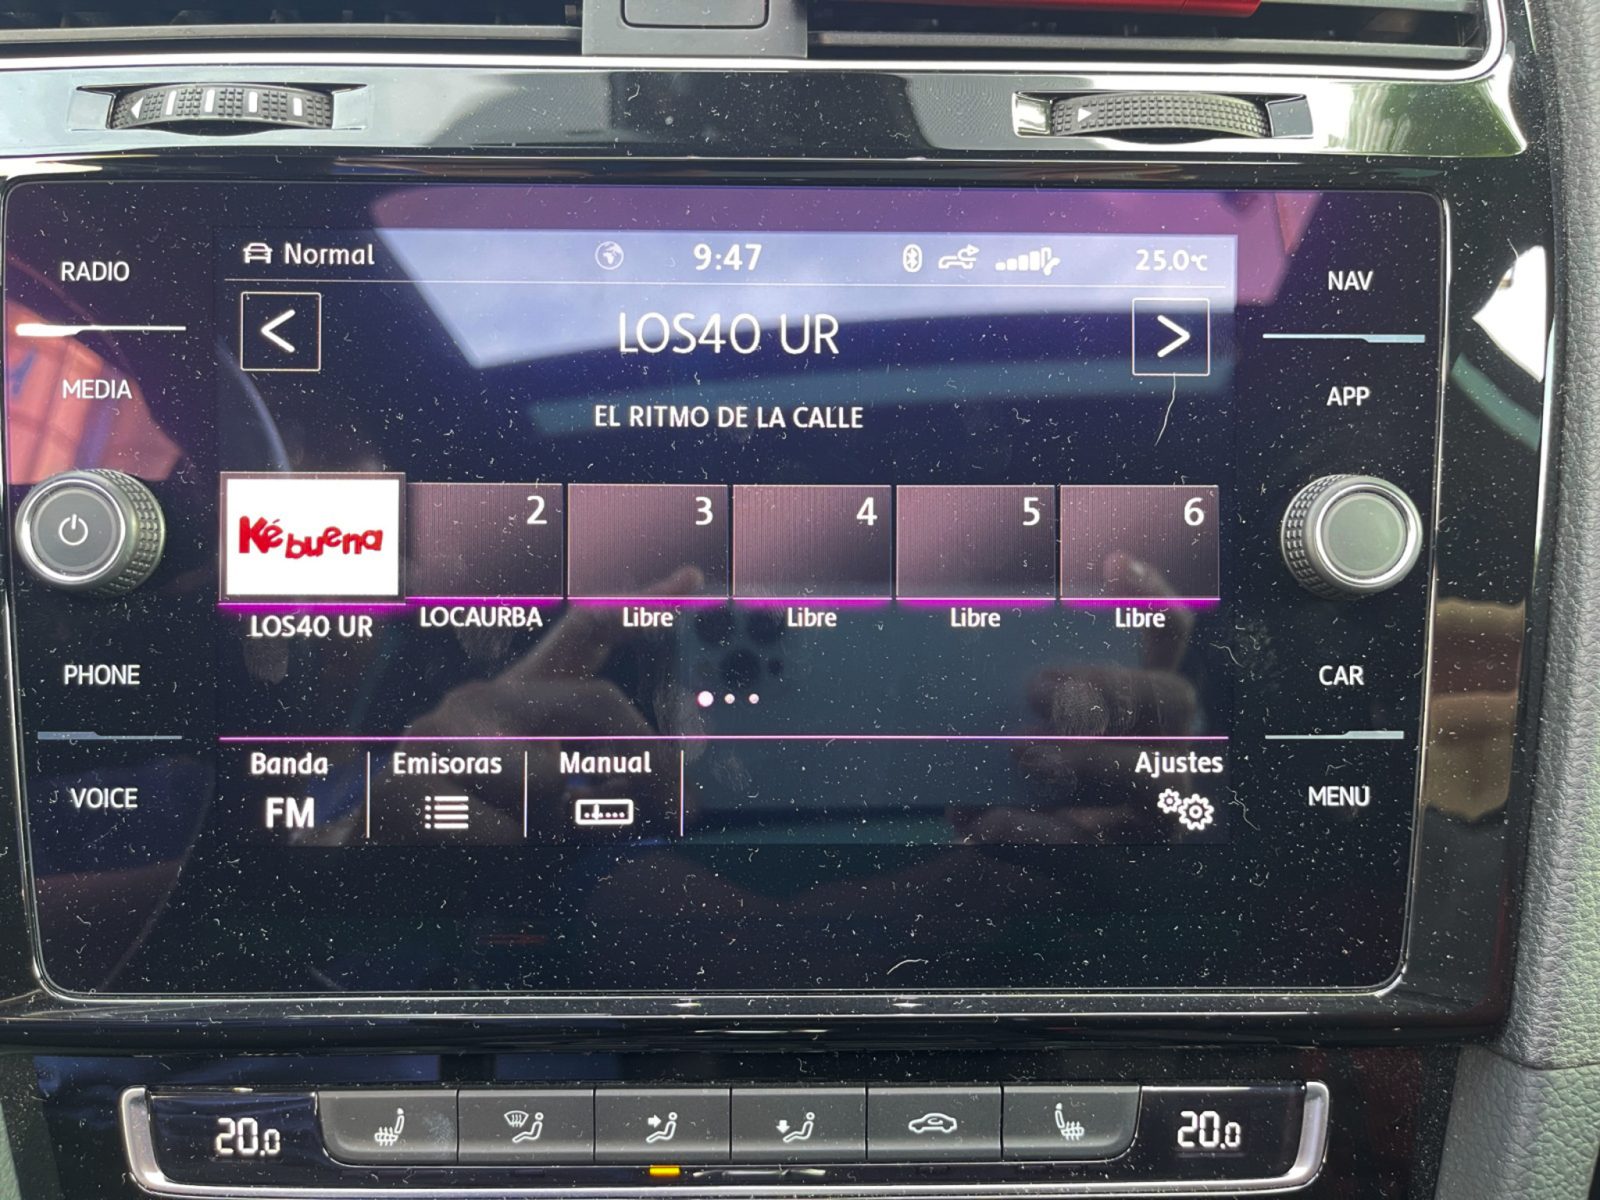 RADIO
MEDIA
PHONE
VOICE
Normal
9:47
25.0°C
<
LOS40 UR
>
EL RITMO DE LA CALLE
Ké buena
2
3
4
5
6
LOS40 UR
LOCAURBA
Libre
Libre
Libre
Libre
Banda
FM
Emisoras
Manual
Ajustes
NAV
APP
CAR
MENU
20.0
20.0